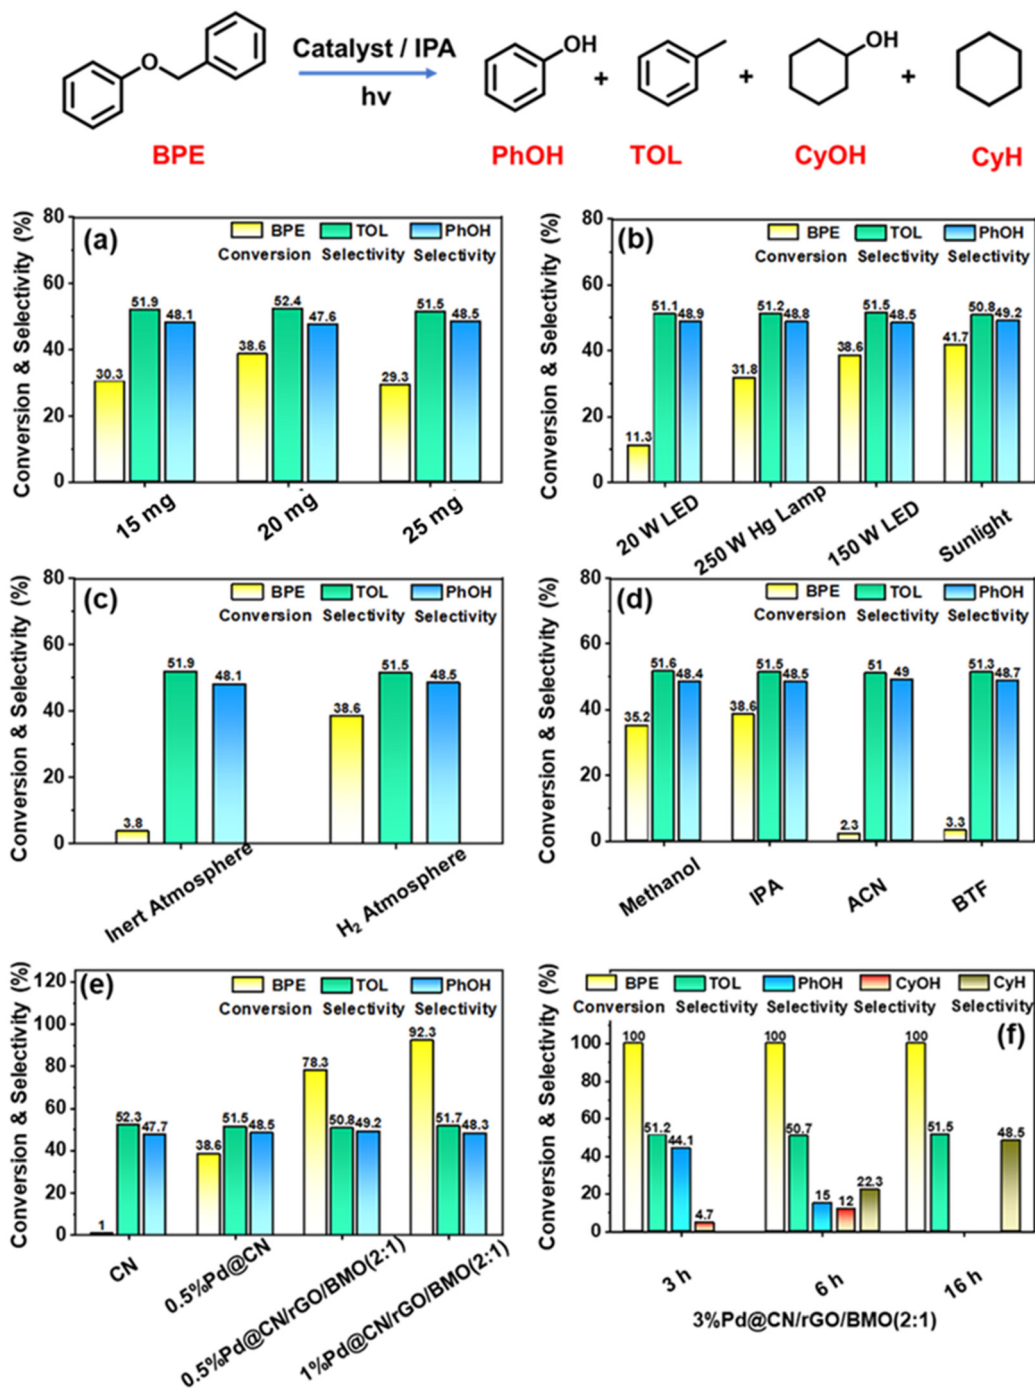 O
Catalyst / IPA
hv
OH
+
+
OH
+
BPE
PhOH
TOL
CyOH
CyH
(a)
BPE TOL PhOH
Conversion Selectivity Selectivity
Conversion & Selectivity (%)
80
60
40
20
0
30.3 51.9 48.1
38.6 52.4 47.6
29.3 51.5 48.5
15 mg 20 mg 25 mg
(b)
BPE TOL PhOH
Conversion Selectivity Selectivity
Conversion & Selectivity (%)
80
60
40
20
0
11.3 51.1 48.9
31.8 51.2 48.8
38.6 51.5 48.5
41.7 50.8 49.2
20 W LED 250 W Hg Lamp 150 W LED Sunlight
(c)
BPE TOL PhOH
Conversion Selectivity Selectivity
Conversion & Selectivity (%)
80
60
40
20
0
3.8 51.9 48.1
38.6 51.5 48.5
Inert Atmosphere H₂ Atmosphere
(d)
BPE TOL PhOH
Conversion Selectivity Selectivity
Conversion & Selectivity (%)
80
60
40
20
0
35.2 51.6 48.4
38.6 51.5 48.5
2.3 51 49
3.3 51.3 48.7
Methanol IPA ACN BTF
(e)
BPE TOL PhOH
Conversion Selectivity Selectivity
Conversion & Selectivity (%)
120
100
80
60
40
20
0
1 52.3 47.7
38.6 51.5 48.5
78.3 50.8 49.2
92.3 51.7 48.3
CN 0.5%Pd@CN 0.5%Pd@CN/rGO/BMO(2:1) 1%Pd@CN/rGO/BMO(2:1)
BPE TOL PhOH CyOH CyH
Conversion Selectivity Selectivity Selectivity Selectivity
(f)
Conversion & Selectivity (%)
100
80
60
40
20
0
100 51.2 44.1 4.7
100 50.7 15 12 22.3
100 51.5 48.5
3 h 6 h 16 h
3%Pd@CN/rGO/BMO(2:1)